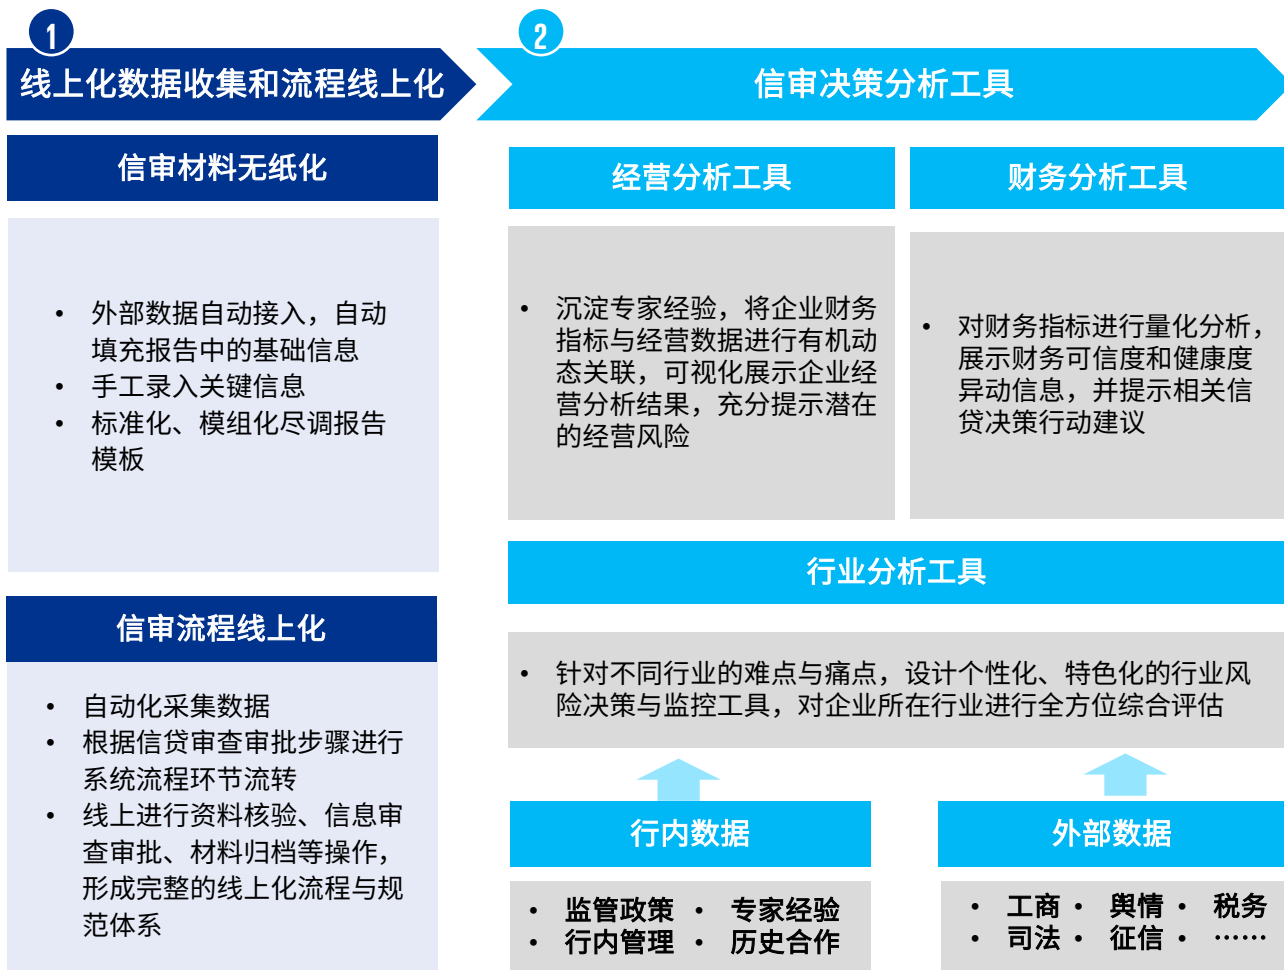 1
线上化数据收集和流程线上化
信审材料无纸化
• 外部数据自动接入，自动
填充报告中的基础信息
• 手工录入关键信息
• 标准化、模组化尽调报告
模板
信审流程线上化
• 自动化采集数据
• 根据信贷审查审批步骤进行
系统流程环节流转
• 线上进行资料核验、信息审
查审批、材料归档等操作，
形成完整的线上化流程与规
范体系
2
信审决策分析工具
经营分析工具
• 沉淀专家经验，将企业财务
指标与经营数据进行有机动
态关联，可视化展示企业经
营分析结果，充分提示潜在
的经营风险
财务分析工具
• 对财务指标进行量化分析，
展示财务可信度和健康度
异动信息，并提示相关信
贷决策行动建议
行业分析工具
• 针对不同行业的难点与痛点，设计个性化、特色化的行业风
险决策与监控工具，对企业所在行业进行全方位综合评估
行内数据
• 监管政策 • 专家经验
• 行内管理 • 历史合作
外部数据
• 工商 • 舆情 • 税务
• 司法 • 征信 • ……